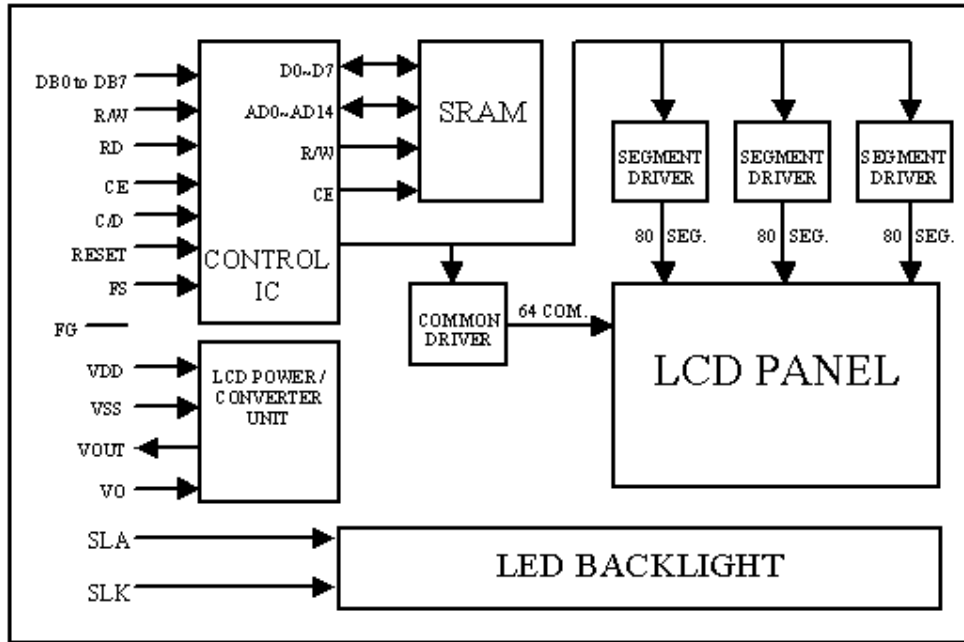 DB0 to DB7
R/W
RD
CE
C/D
RESET
FS
FG
VDD
VSS
VOUT
VO
SLA
SLK
D0~D7
AD0~AD14
R/W
CE
CONTROL
IC
SRAM
LCD POWER /
CONVERTER
UNIT
COMMON
DRIVER
64 COM.
SEGMENT
DRIVER
SEGMENT
DRIVER
SEGMENT
DRIVER
80 SEG.
80 SEG.
80 SEG.
LCD PANEL
LED BACKLIGHT